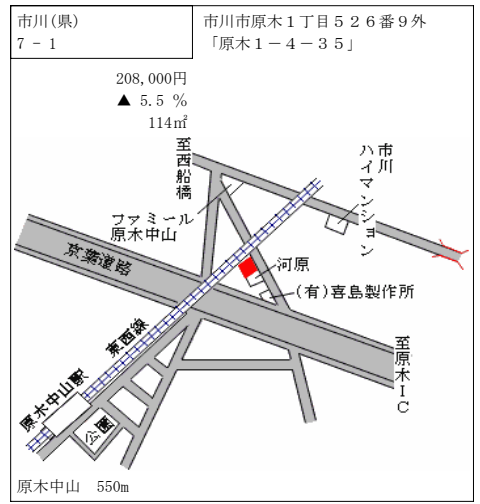 市川(県)
7 - 1
市川市原木１丁目５２６番９外
「原木１－４－３５」
208,000円
▲ 5.5 %
114㎡
至西船橋
市川
ハイマンション
ファミール
原木中山
京葉道路
河原
(有)喜島製作所
東西線
至原木ＩＣ
原木中山駅
公園
原木中山 550m